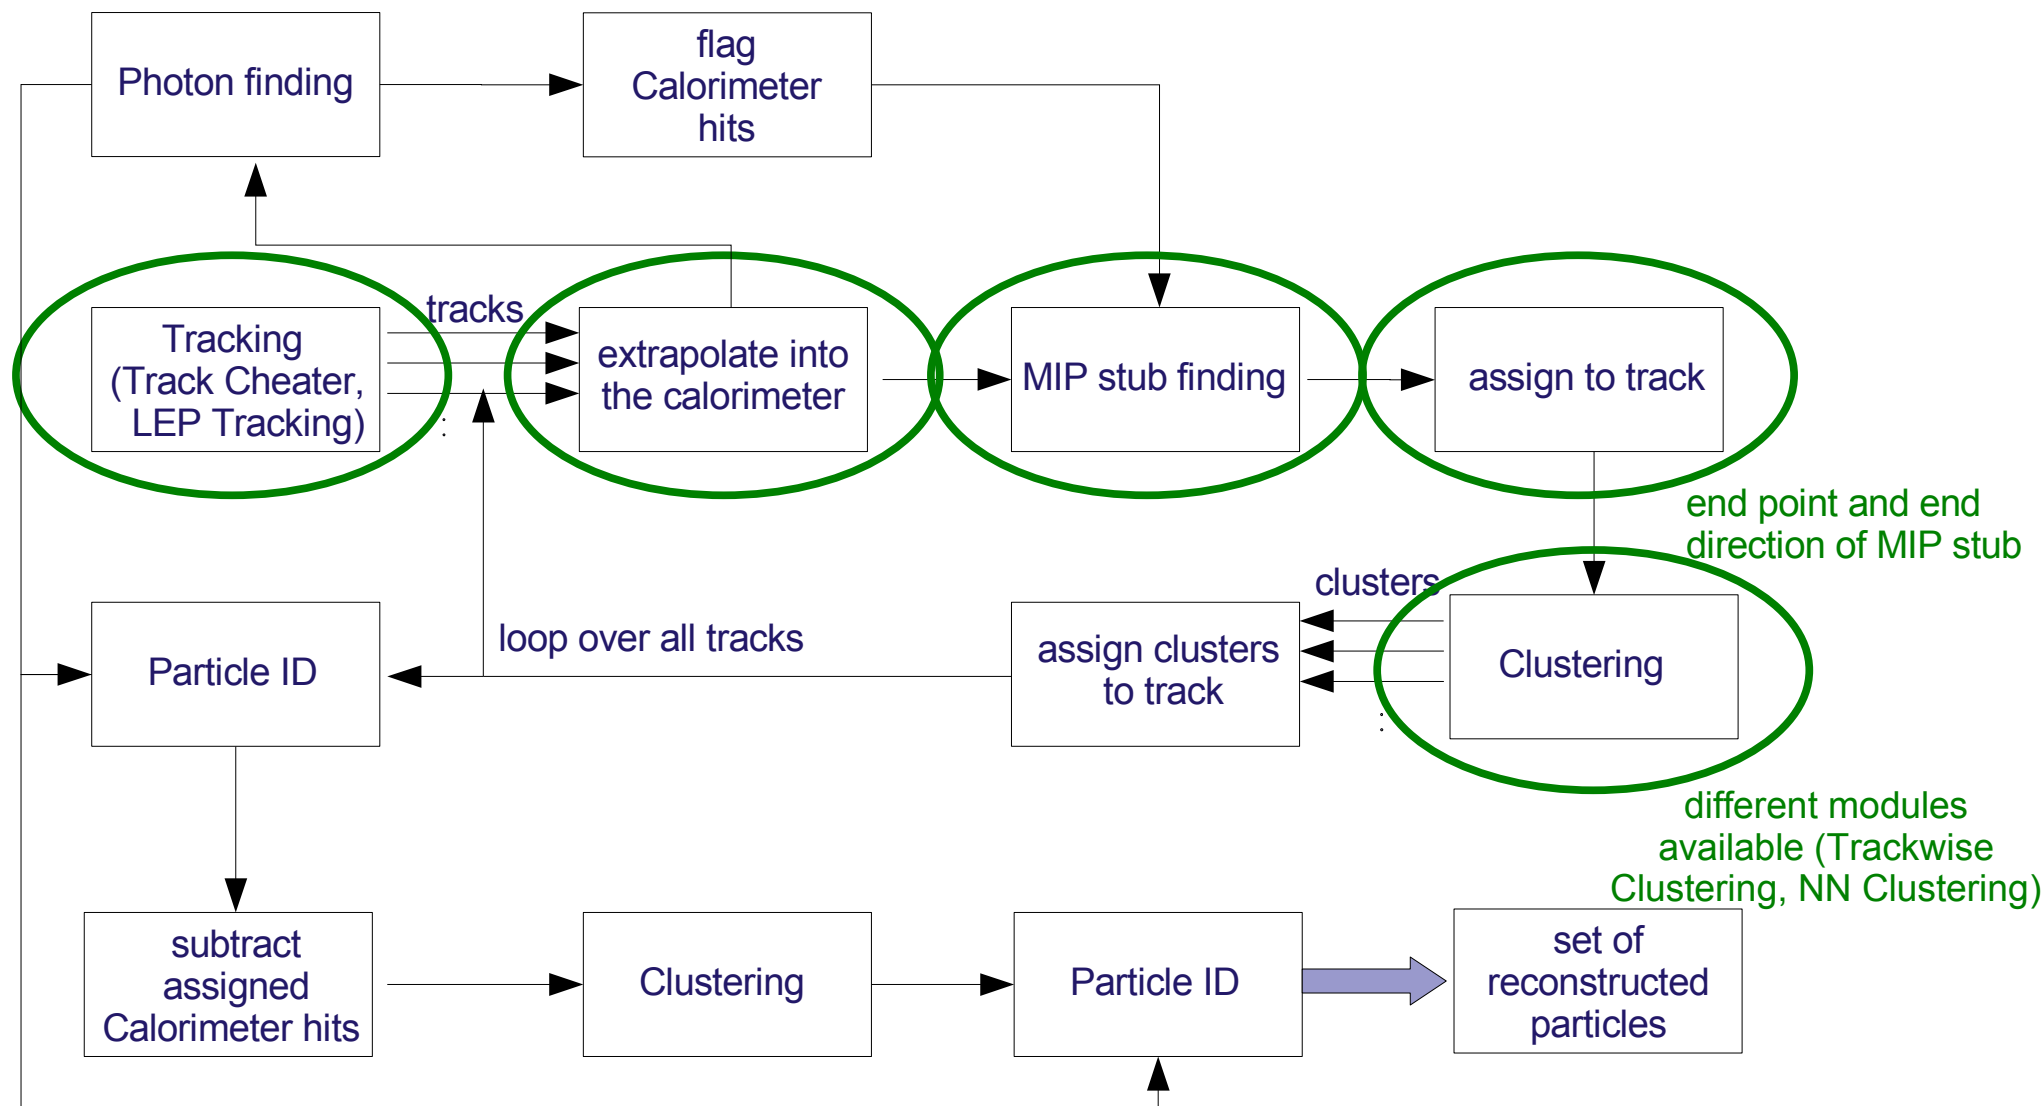 Photon finding
flag
Calorimeter
hits
tracks
Tracking
(Track Cheater,
LEP Tracking)
:
extrapolate into
the calorimeter
MIP stub finding
assign to track
end point and end
direction of MIP stub
clusters
Particle ID
loop over all tracks
assign clusters
to track
Clustering
:
different modules
available (Trackwise
Clustering, NN Clustering)
subtract
assigned
Calorimeter hits
Clustering
Particle ID
set of
reconstructed
particles